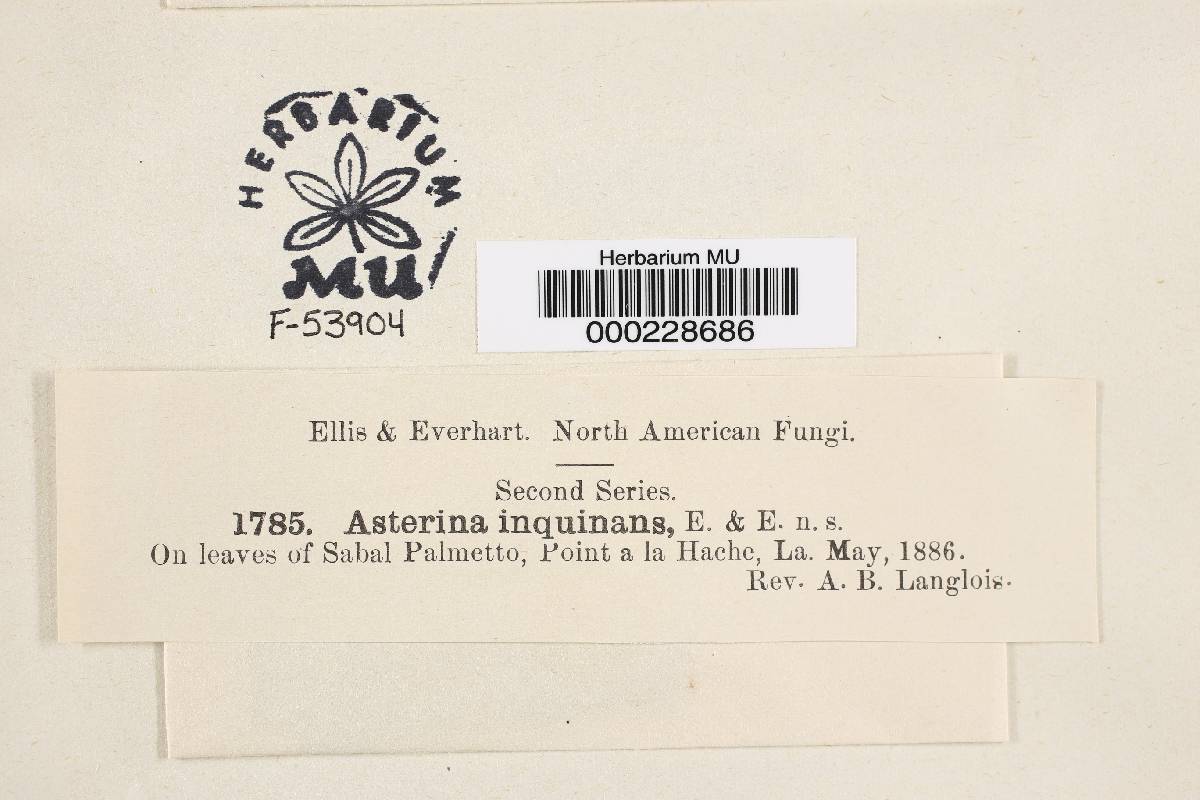 HERBARIUM
MU
F-53904
Herbarium MU
000228686
Ellis & Everhart. North American Fungi.
Second Series.
1785. Asterina inquinans, E. & E. n. s.
On leaves of Sabal Palmetto, Point a la Hache, La. May, 1886.
Rev. A. B. Langlois.